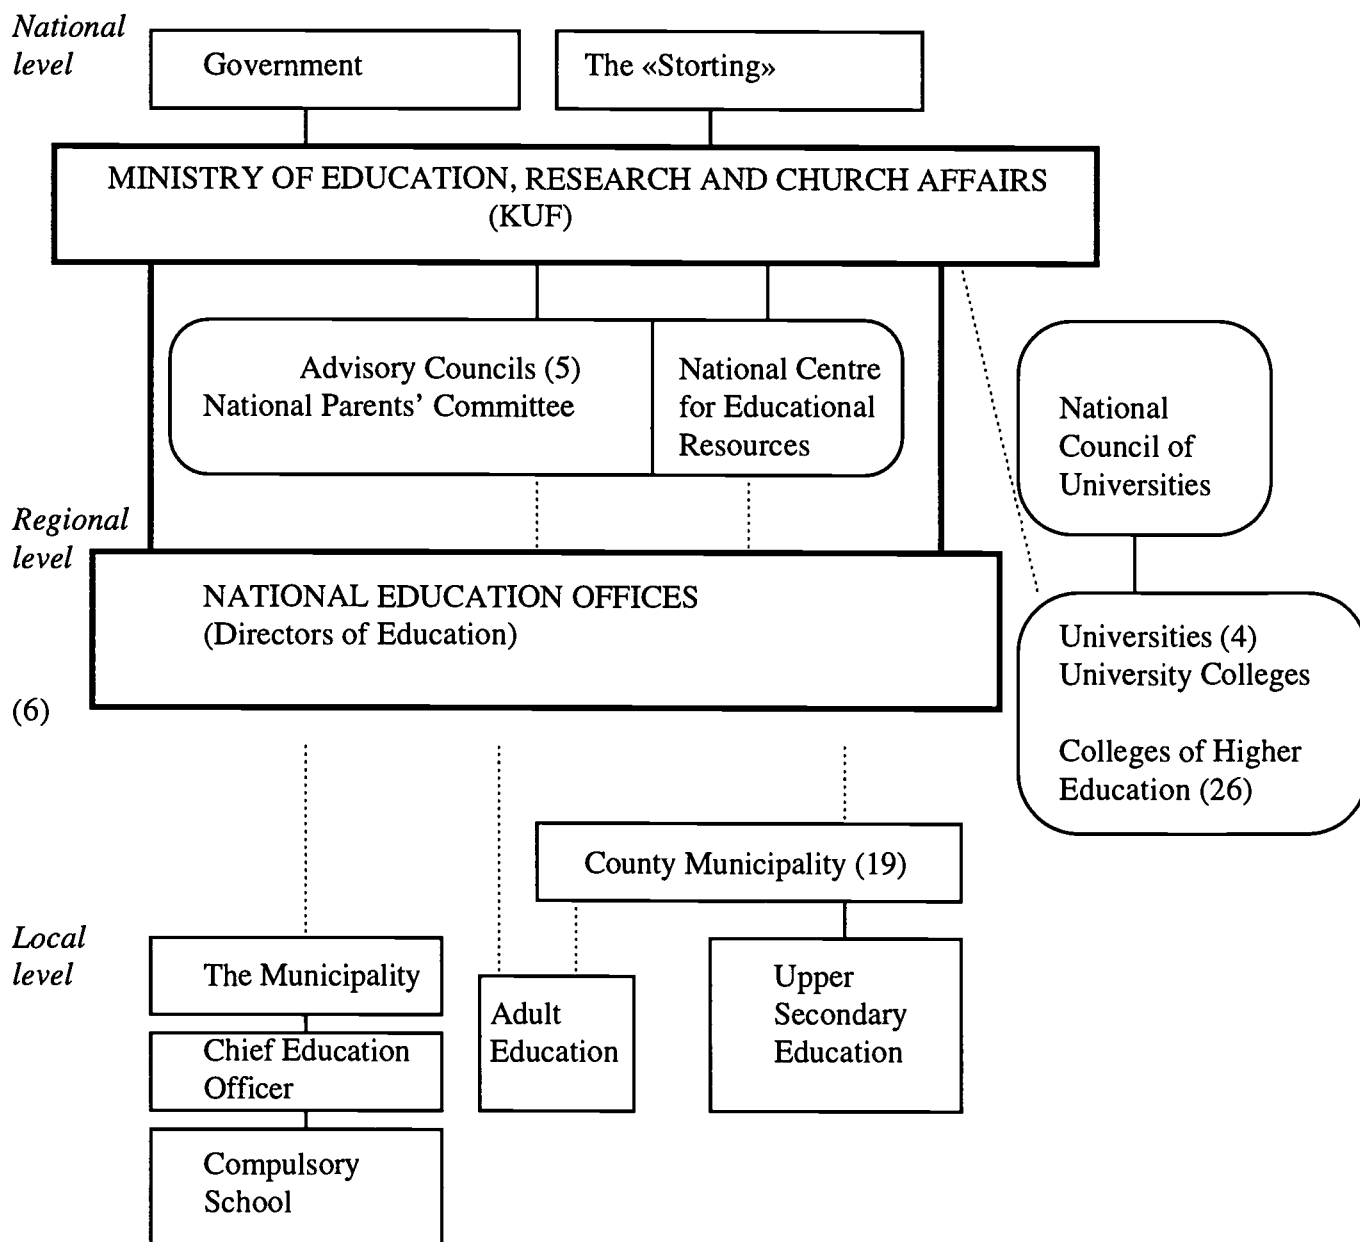 National
level
Government
The «Storting»
MINISTRY OF EDUCATION, RESEARCH AND CHURCH AFFAIRS
(KUF)
Advisory Councils (5)
National Parents’ Committee
National Centre
for Educational
Resources
National
Council of
Universities
Regional
level
NATIONAL EDUCATION OFFICES
(Directors of Education)
(6)
Universities (4)
University Colleges
Colleges of Higher
Education (26)
County Municipality (19)
Local
level
The Municipality
Chief Education
Officer
Compulsory
School
Adult
Education
Upper
Secondary
Education